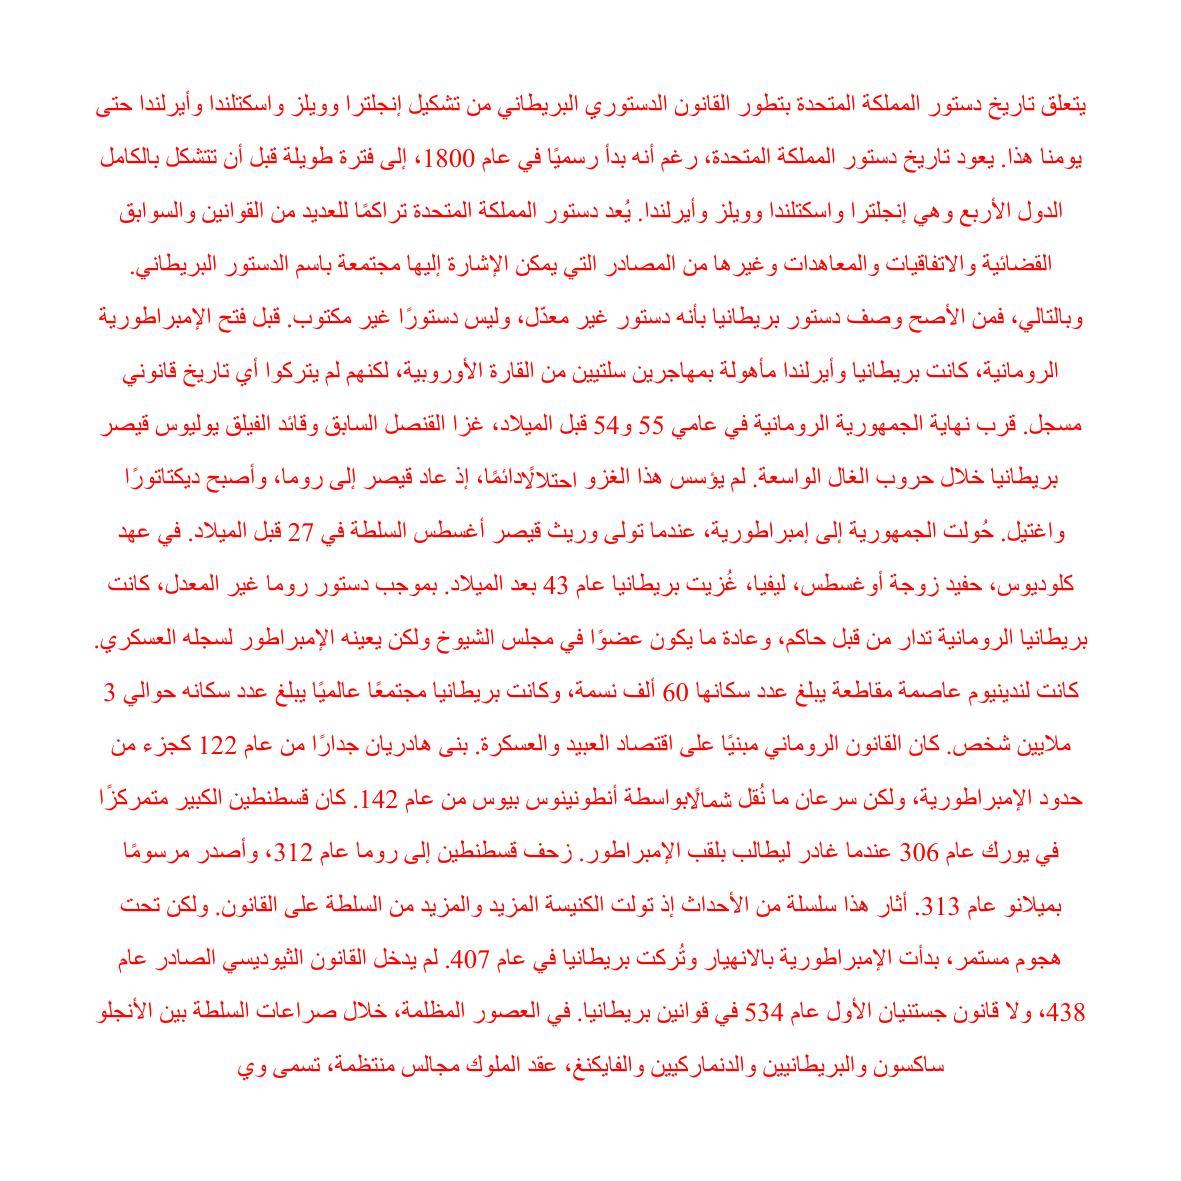 يتعلق تاريخ دستور المملكة المتحدة بتطور القانون الدستوري البريطاني من تشكيل إنجلترا وويلز واسكتلندا وأيرلندا حتى
يومنا هذا. يعود تاريخ دستور المملكة المتحدة، رغم أنه بدأ رسميًا في عام 1800، إلى فترة طويلة قبل أن تتشكل بالكامل
الدول الأربع وهي إنجلترا واسكتلندا وويلز وأيرلندا. يُعد دستور المملكة المتحدة تراكمًا للعديد من القوانين والسوابق
القضائية والاتفاقيات والمعاهدات وغيرها من المصادر التي يمكن الإشارة إليها مجتمعة باسم الدستور البريطاني.
وبالتالي، فمن الأصح وصف دستور بريطانيا بأنه دستور غير معدّل، وليس دستورًا غير مكتوب. قبل فتح الإمبراطورية
الرومانية، كانت بريطانيا وأيرلندا مأهولة بمهاجرين سلتيين من القارة الأوروبية، لكنهم لم يتركوا أي تاريخ قانوني
مسجل. قرب نهاية الجمهورية الرومانية في عامي 55 و54 قبل الميلاد، غزا القنصل السابق وقائد الفيلق يوليوس قيصر
بريطانيا خلال حروب الغال الواسعة. لم يؤسس هذا الغزو احتلالًادائمًا، إذ عاد قيصر إلى روما، وأصبح ديكتاتورًا
واغتيل. حُولت الجمهورية إلى إمبراطورية، عندما تولى وريث قيصر أغسطس السلطة في 27 قبل الميلاد. في عهد
كلوديوس، حفيد زوجة أوغسطس، ليفيا، غُزيت بريطانيا عام 43 بعد الميلاد. بموجب دستور روما غير المعدل، كانت
بريطانيا الرومانية تدار من قبل حاكم، وعادة ما يكون عضوًا في مجلس الشيوخ ولكن يعينه الإمبراطور لسجله العسكري.
كانت لندينيوم عاصمة مقاطعة يبلغ عدد سكانها 60 ألف نسمة، وكانت بريطانيا مجتمعًا عالميًا يبلغ عدد سكانه حوالي 3
ملايين شخص. كان القانون الروماني مبنيًا على اقتصاد العبيد والعسكرة. بنى هادريان جدارًا من عام 122 كجزء من
حدود الإمبراطورية، ولكن سرعان ما نُقل شمالًابواسطة أنطونينوس بيوس من عام 142. كان قسطنطين الكبير متمركزًا
في يورك عام 306 عندما غادر ليطالب بلقب الإمبراطور. زحف قسطنطين إلى روما عام 312، وأصدر مرسومًا
بميلانو عام 313. أثار هذا سلسلة من الأحداث إذ تولت الكنيسة المزيد والمزيد من السلطة على القانون. ولكن تحت
هجوم مستمر، بدأت الإمبراطورية بالانهيار وتُركت بريطانيا في عام 407. لم يدخل القانون الثيوديسي الصادر عام
438، ولا قانون جستنيان الأول عام 534 في قوانين بريطانيا. في العصور المظلمة، خلال صراعات السلطة بين الأنجلو
ساكسون والبريطانيين والدنماركيين والفايكنغ، عقد الملوك مجالس منتظمة، تسمى وي